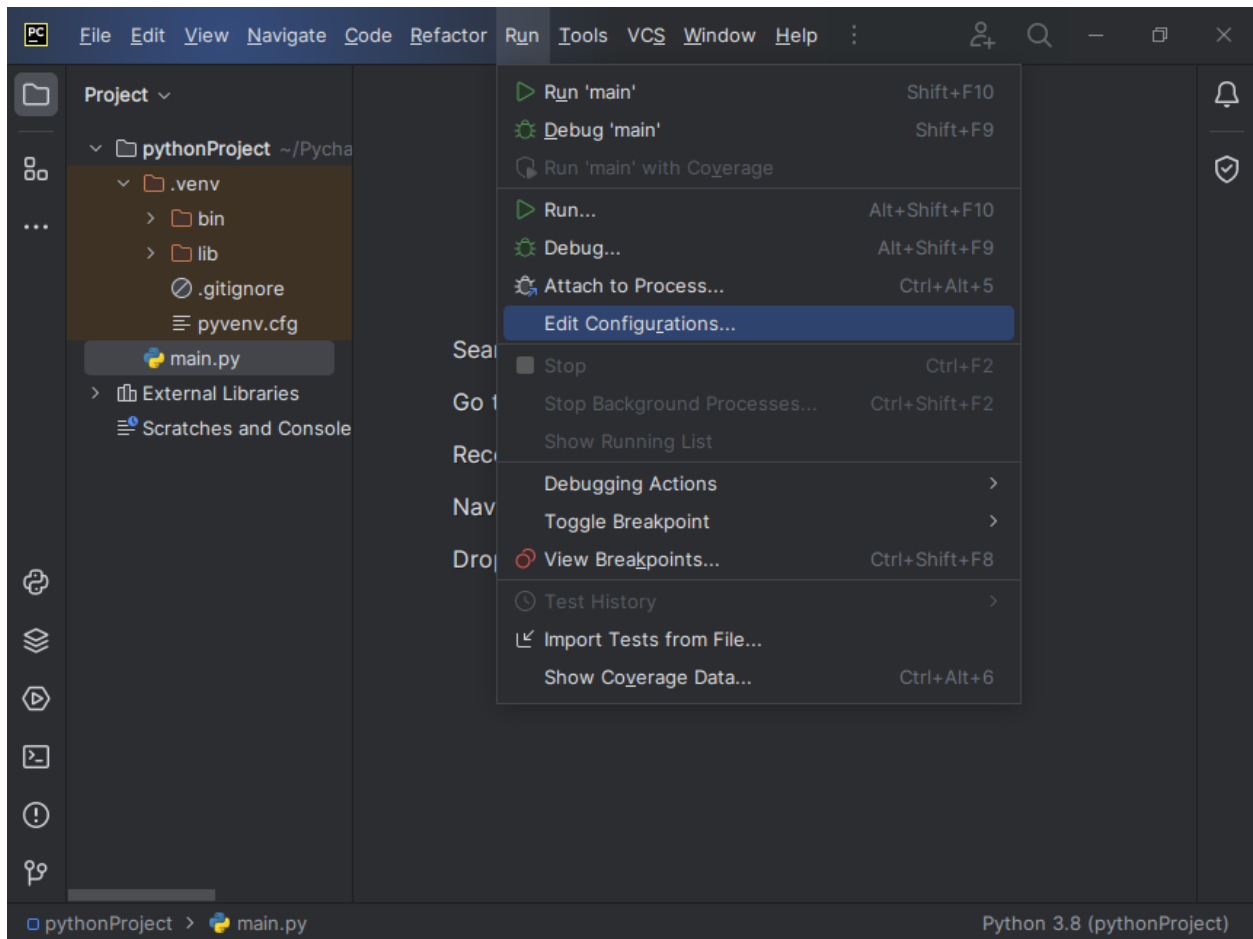 PC File Edit View Navigate Code Refactor Run Tools VCS Window Help
Project
pythonProject ~/Pycha
.venv
bin
lib
.gitignore
pyvenv.cfg
main.py
External Libraries
Scratches and Console
Sear
Go t
Rece
Nav
Drop
Run 'main' Shift+F10
Debug 'main' Shift+F9
Run 'main' with Coverage
Run... Alt+Shift+F10
Debug... Alt+Shift+F9
Attach to Process... Ctrl+Alt+5
Edit Configurations...
Stop Ctrl+F2
Stop Background Processes... Ctrl+Shift+F2
Show Running List
Debugging Actions
Toggle Breakpoint
View Breakpoints... Ctrl+Shift+F8
Test History
Import Tests from File...
Show Coverage Data... Ctrl+Alt+6
pythonProject > main.py Python 3.8 (pythonProject)